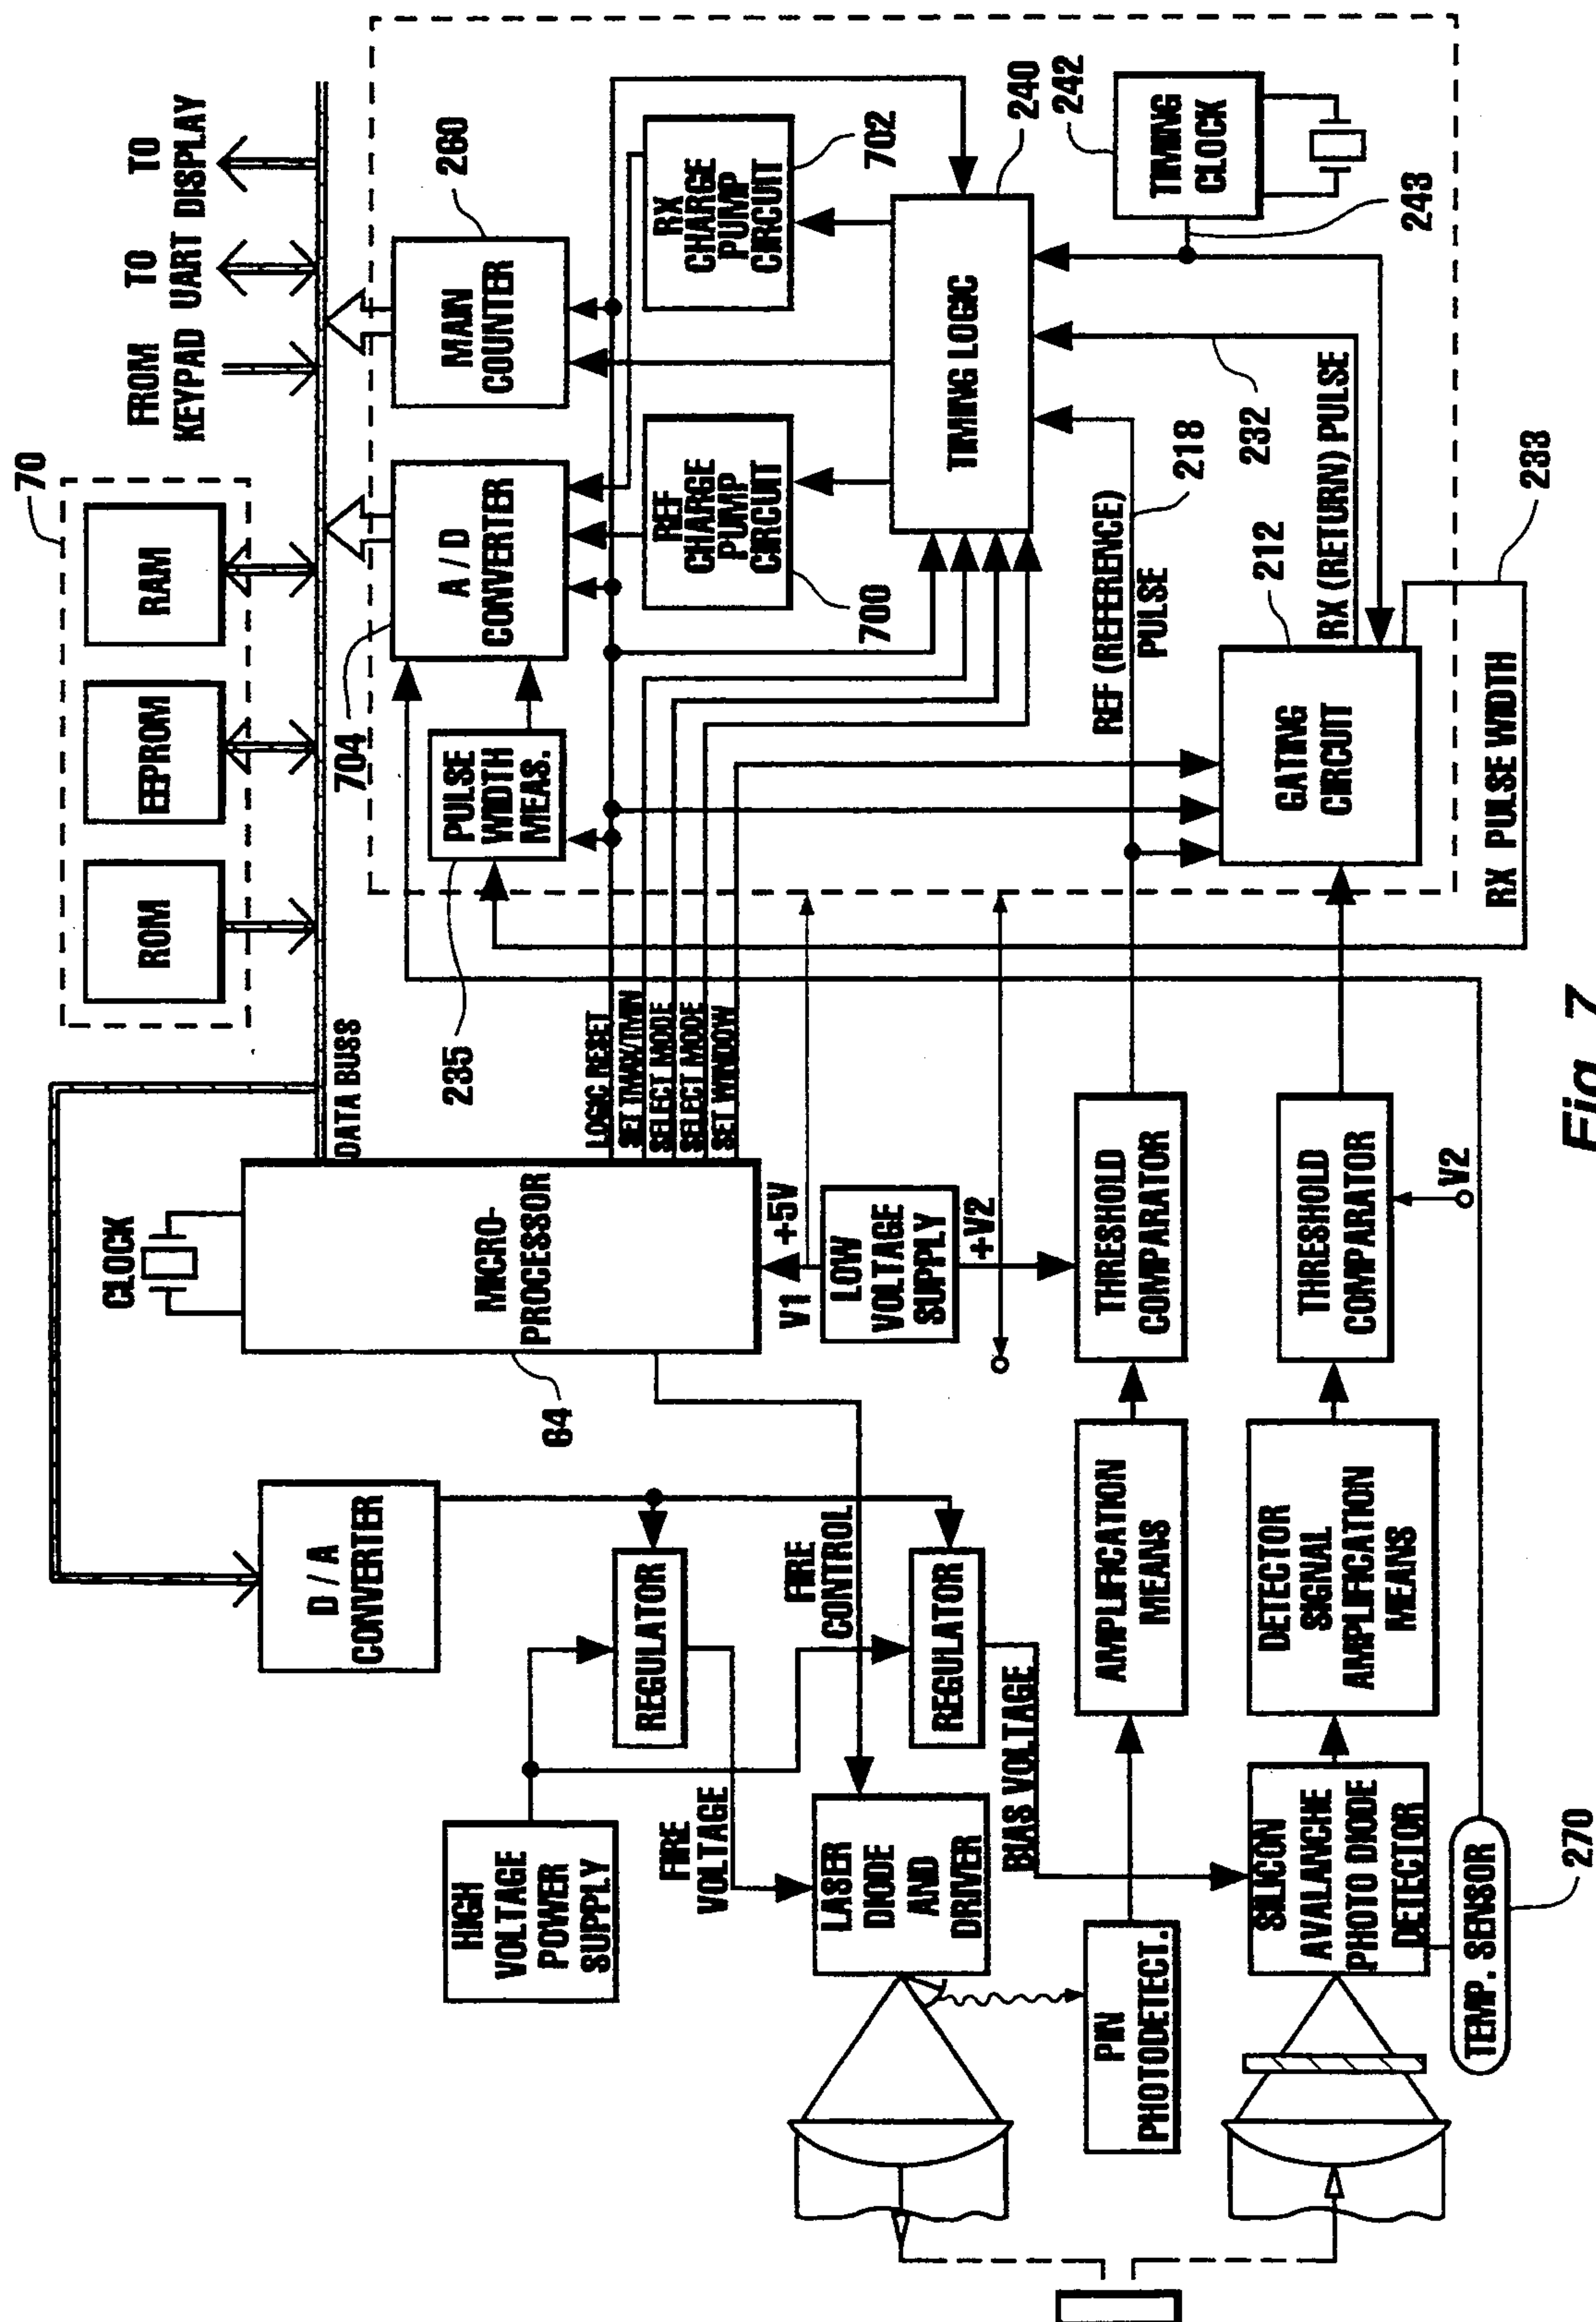 70
ROM
EEPROM
RAM
FROM
KEYPAD
TO
UART
TO
DISPLAY
DATA BUSS
CLOCK
MICRO-
PROCESSOR
64
D / A
CONVERTER
704
A / D
CONVERTER
MAIN
COUNTER
260
PULSE
WIDTH
MEAS.
235
REF
CHARGE
PUMP
CIRCUIT
700
RX
CHARGE
PUMP
CIRCUIT
702
LOGIC RESET
SET TMAX/TMIN
SELECT MODE
SELECT MODE
SET WINDOW
TIMING LOGIC
240
242
TIMING
CLOCK
243
HIGH
VOLTAGE
POWER
SUPPLY
REGULATOR
FIRE
VOLTAGE
FIRE
CONTROL
REGULATOR
V1
+5V
LOW
VOLTAGE
SUPPLY
+V2
LASER
DIODE
AND
DRIVER
BIAS VOLTAGE
PIN
PHOTODETECT.
AMPLIFICATION
MEANS
THRESHOLD
COMPARATOR
REF (REFERENCE)
PULSE
218
232
SILICON
AVALANCHE
PHOTO DIODE
DETECTOR
DETECTOR
SIGNAL
AMPLIFICATION
MEANS
THRESHOLD
COMPARATOR
V2
GATING
CIRCUIT
212
RX (RETURN) PULSE
RX PULSE WIDTH
233
TEMP. SENSOR
270
Fig. 7